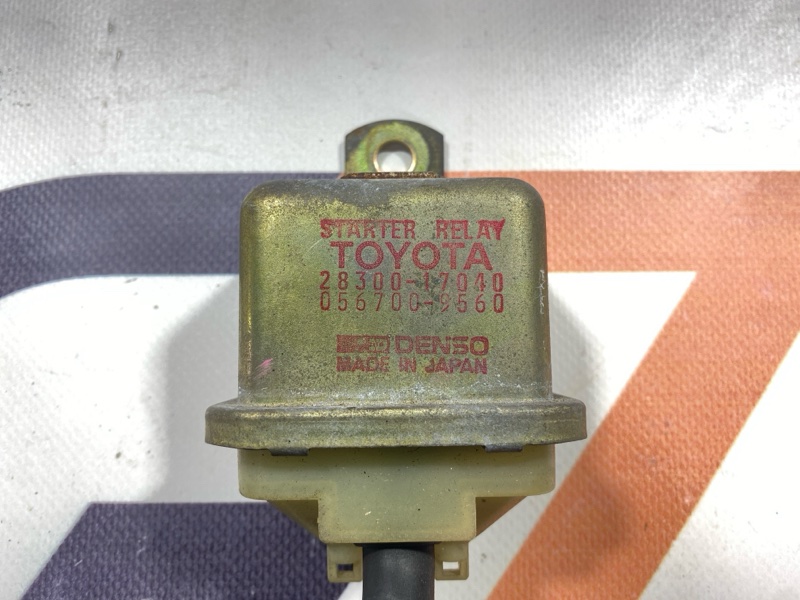 STARTER RELAY
TOYOTA
28300-17040
056700-9560
DENSO
MADE IN JAPAN